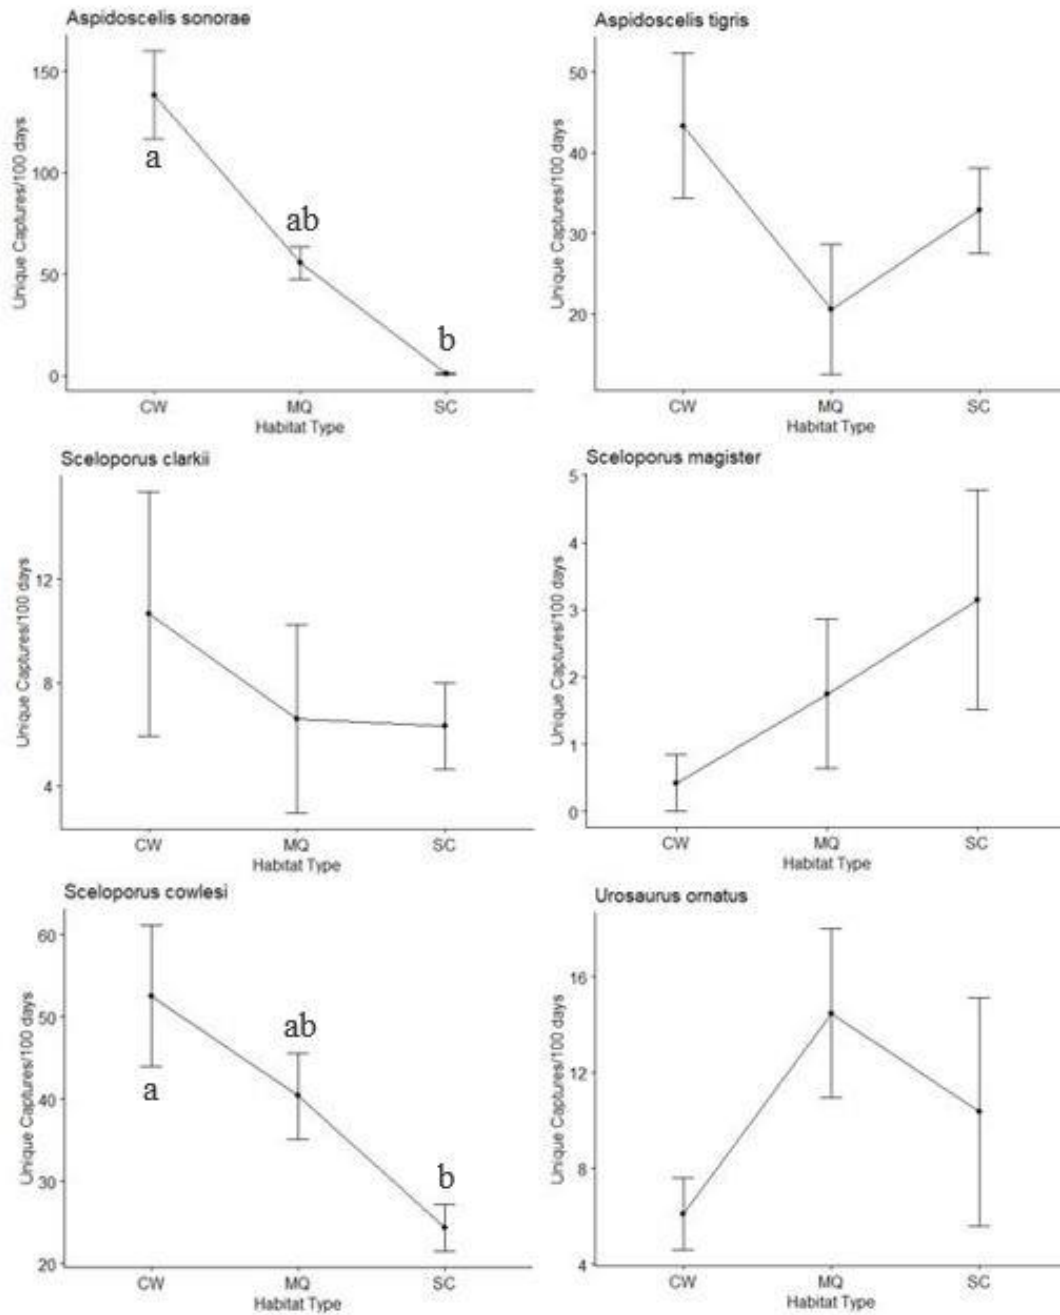 Aspidoscelis sonorae
Unique Captures/100 days
150
100
50
0
a
ab
b
CW MQ SC
Habitat Type
Aspidoscelis tigris
Unique Captures/100 days
50
40
30
20
CW MQ SC
Habitat Type
Sceloporus clarkii
Unique Captures/100 days
12
8
4
CW MQ SC
Habitat Type
Sceloporus magister
Unique Captures/100 days
5
4
3
2
1
0
CW MQ SC
Habitat Type
Sceloporus cowlesi
Unique Captures/100 days
60
50
40
30
20
a
ab
b
CW MQ SC
Habitat Type
Urosaurus ornatus
Unique Captures/100 days
16
12
8
4
CW MQ SC
Habitat Type